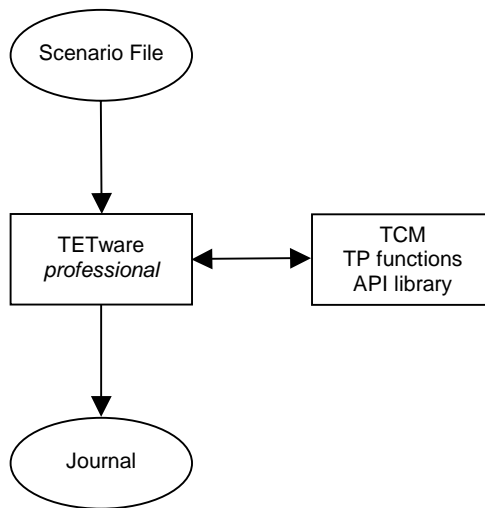 Scenario File
TETware
professional
TCM
TP functions
API library
Journal